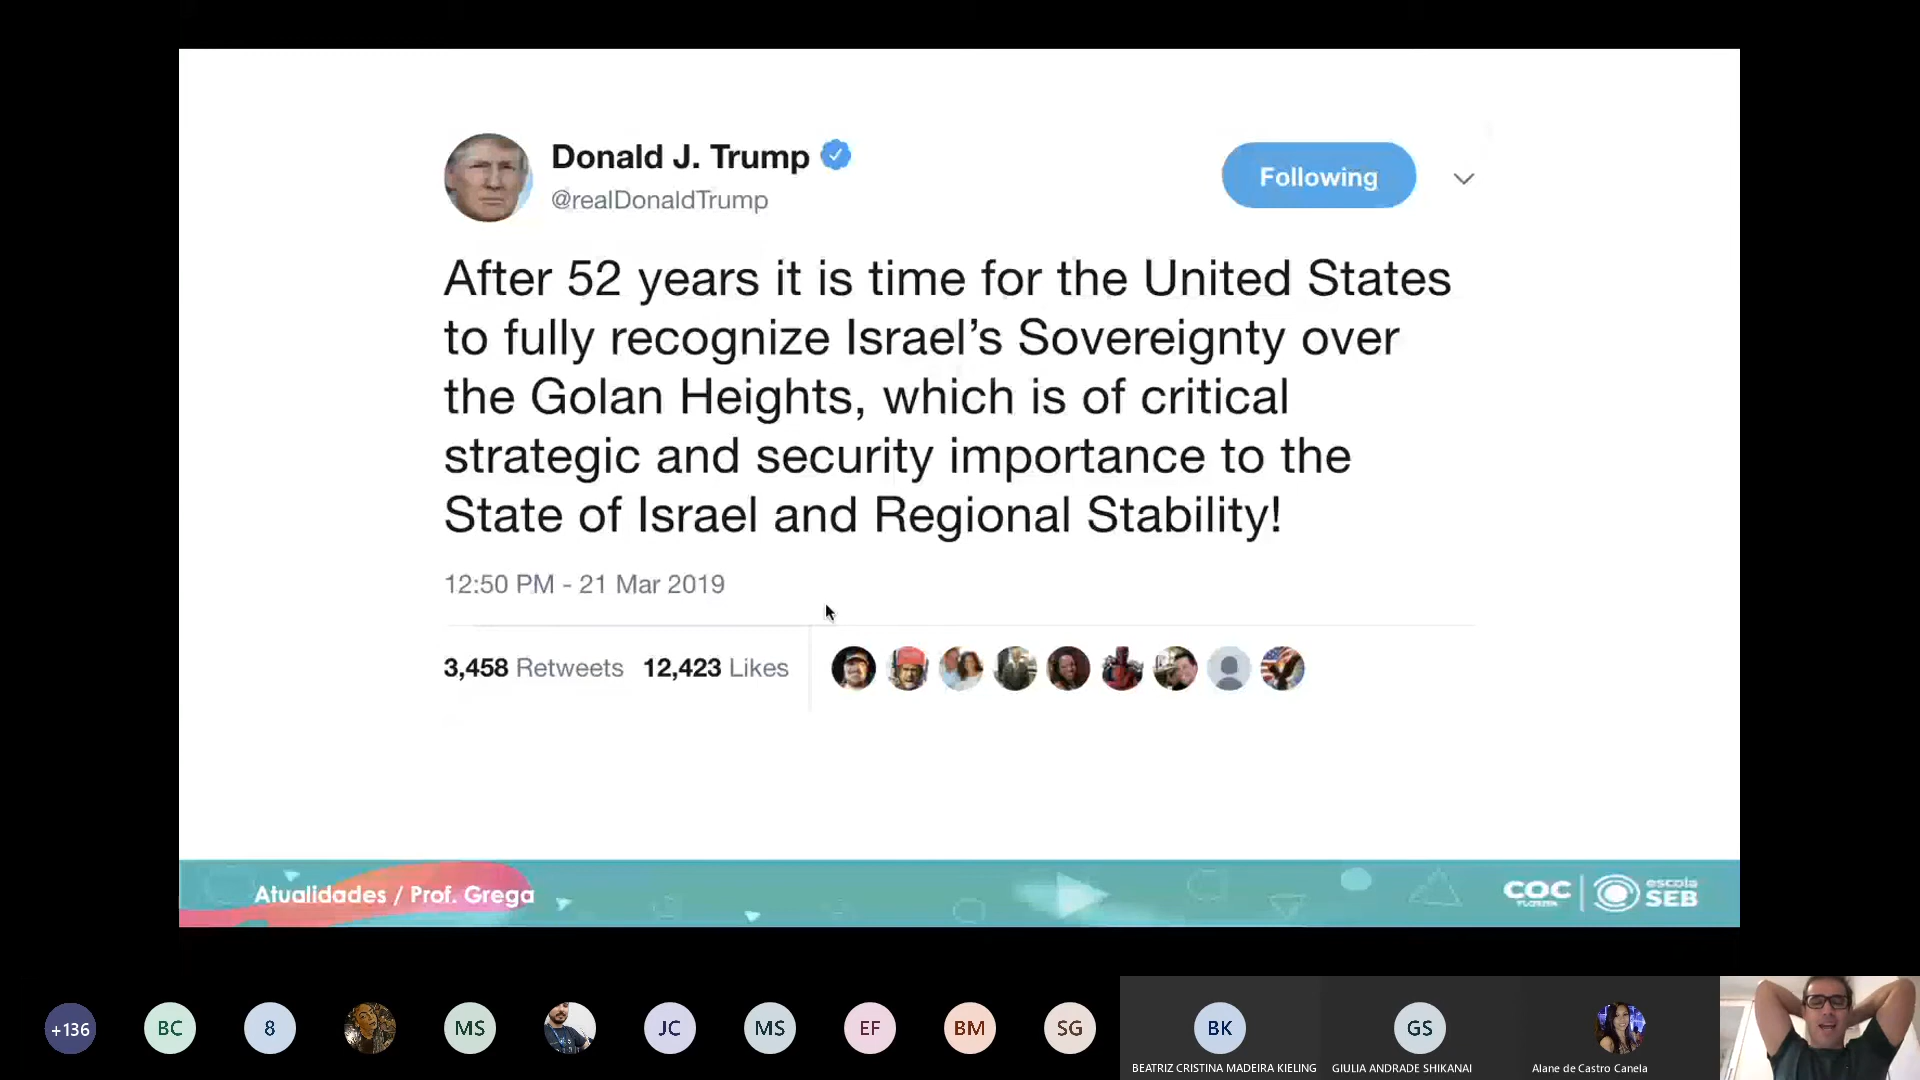 Donald J. Trump
@realDonaldTrump
Following
After 52 years it is time for the United States
to fully recognize Israel’s Sovereignty over
the Golan Heights, which is of critical
strategic and security importance to the
State of Israel and Regional Stability!
12:50 PM - 21 Mar 2019
3,458 Retweets 12,423 Likes
Atualidades / Prof. Grega
COC
escola
SEB
+136
BC
8
MS
JC
MS
EF
BM
SG
BK
GS
BEATRIZ CRISTINA MADEIRA KIELING
GIULIA ANDRADE SHIKANAI
Alane de Castro Canela